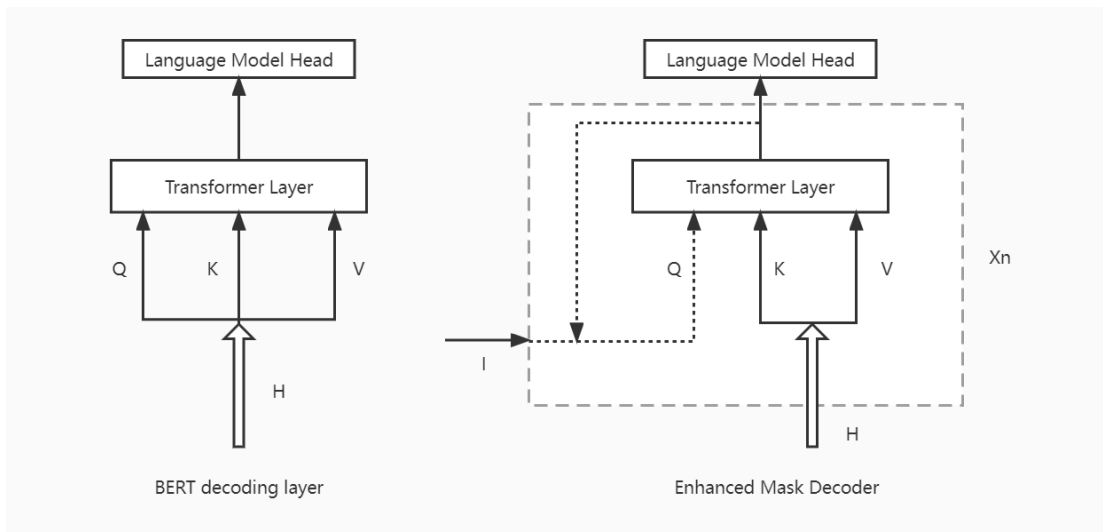 Language Model Head
Transformer Layer
Q
K
V
H
BERT decoding layer
Language Model Head
Transformer Layer
Q
K
V
Xn
I
H
Enhanced Mask Decoder